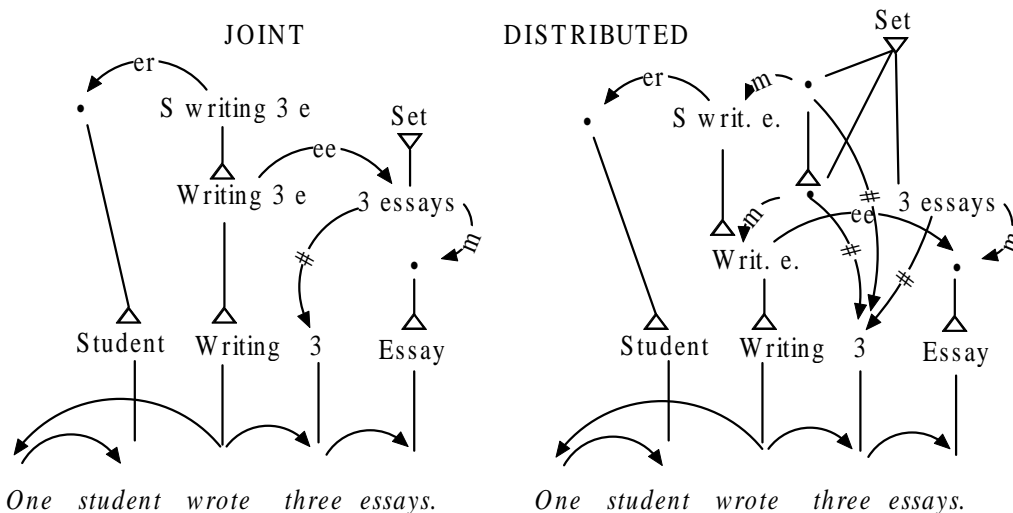 JOINT
DISTRIBUTED
Set
er
er
m
S writing 3 e
Set
S writ. e.
ee
Writing 3 e
3 essays
m
#
ee
3 essays
#
m
Writ. e.
#
#
m
Student
Writing
3
Essay
Student
Writing
3
Essay
One student wrote three essays.
One student wrote three essays.